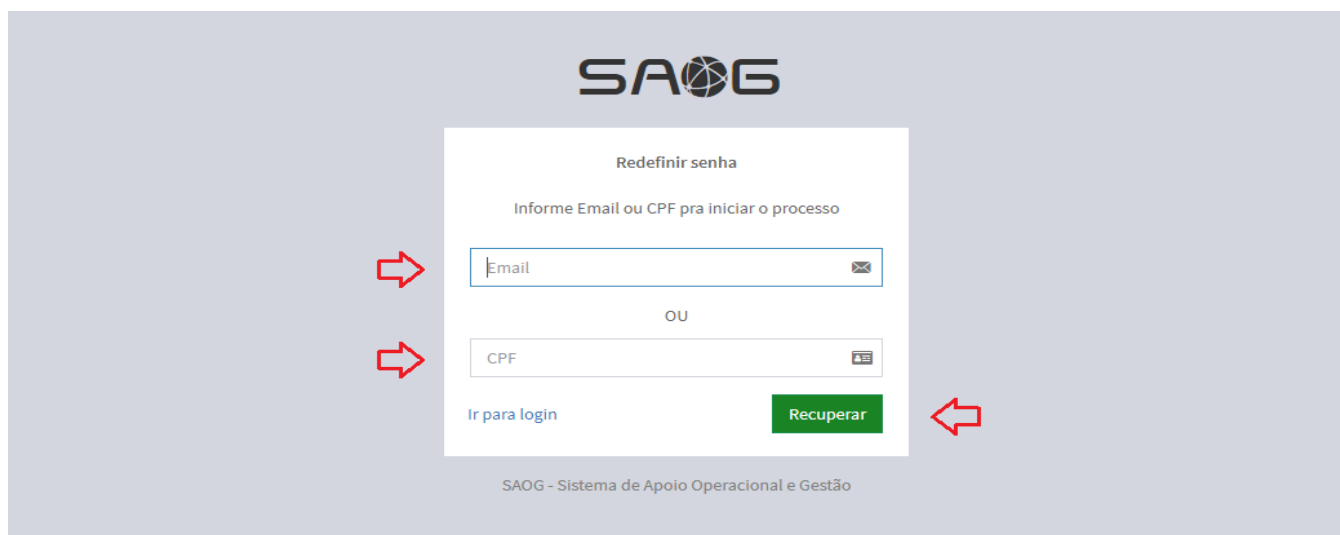 SAOG
Redefinir senha
Informe Email ou CPF pra iniciar o processo
Email
OU
CPF
Ir para login
Recuperar
SAOG - Sistema de Apoio Operacional e Gestão